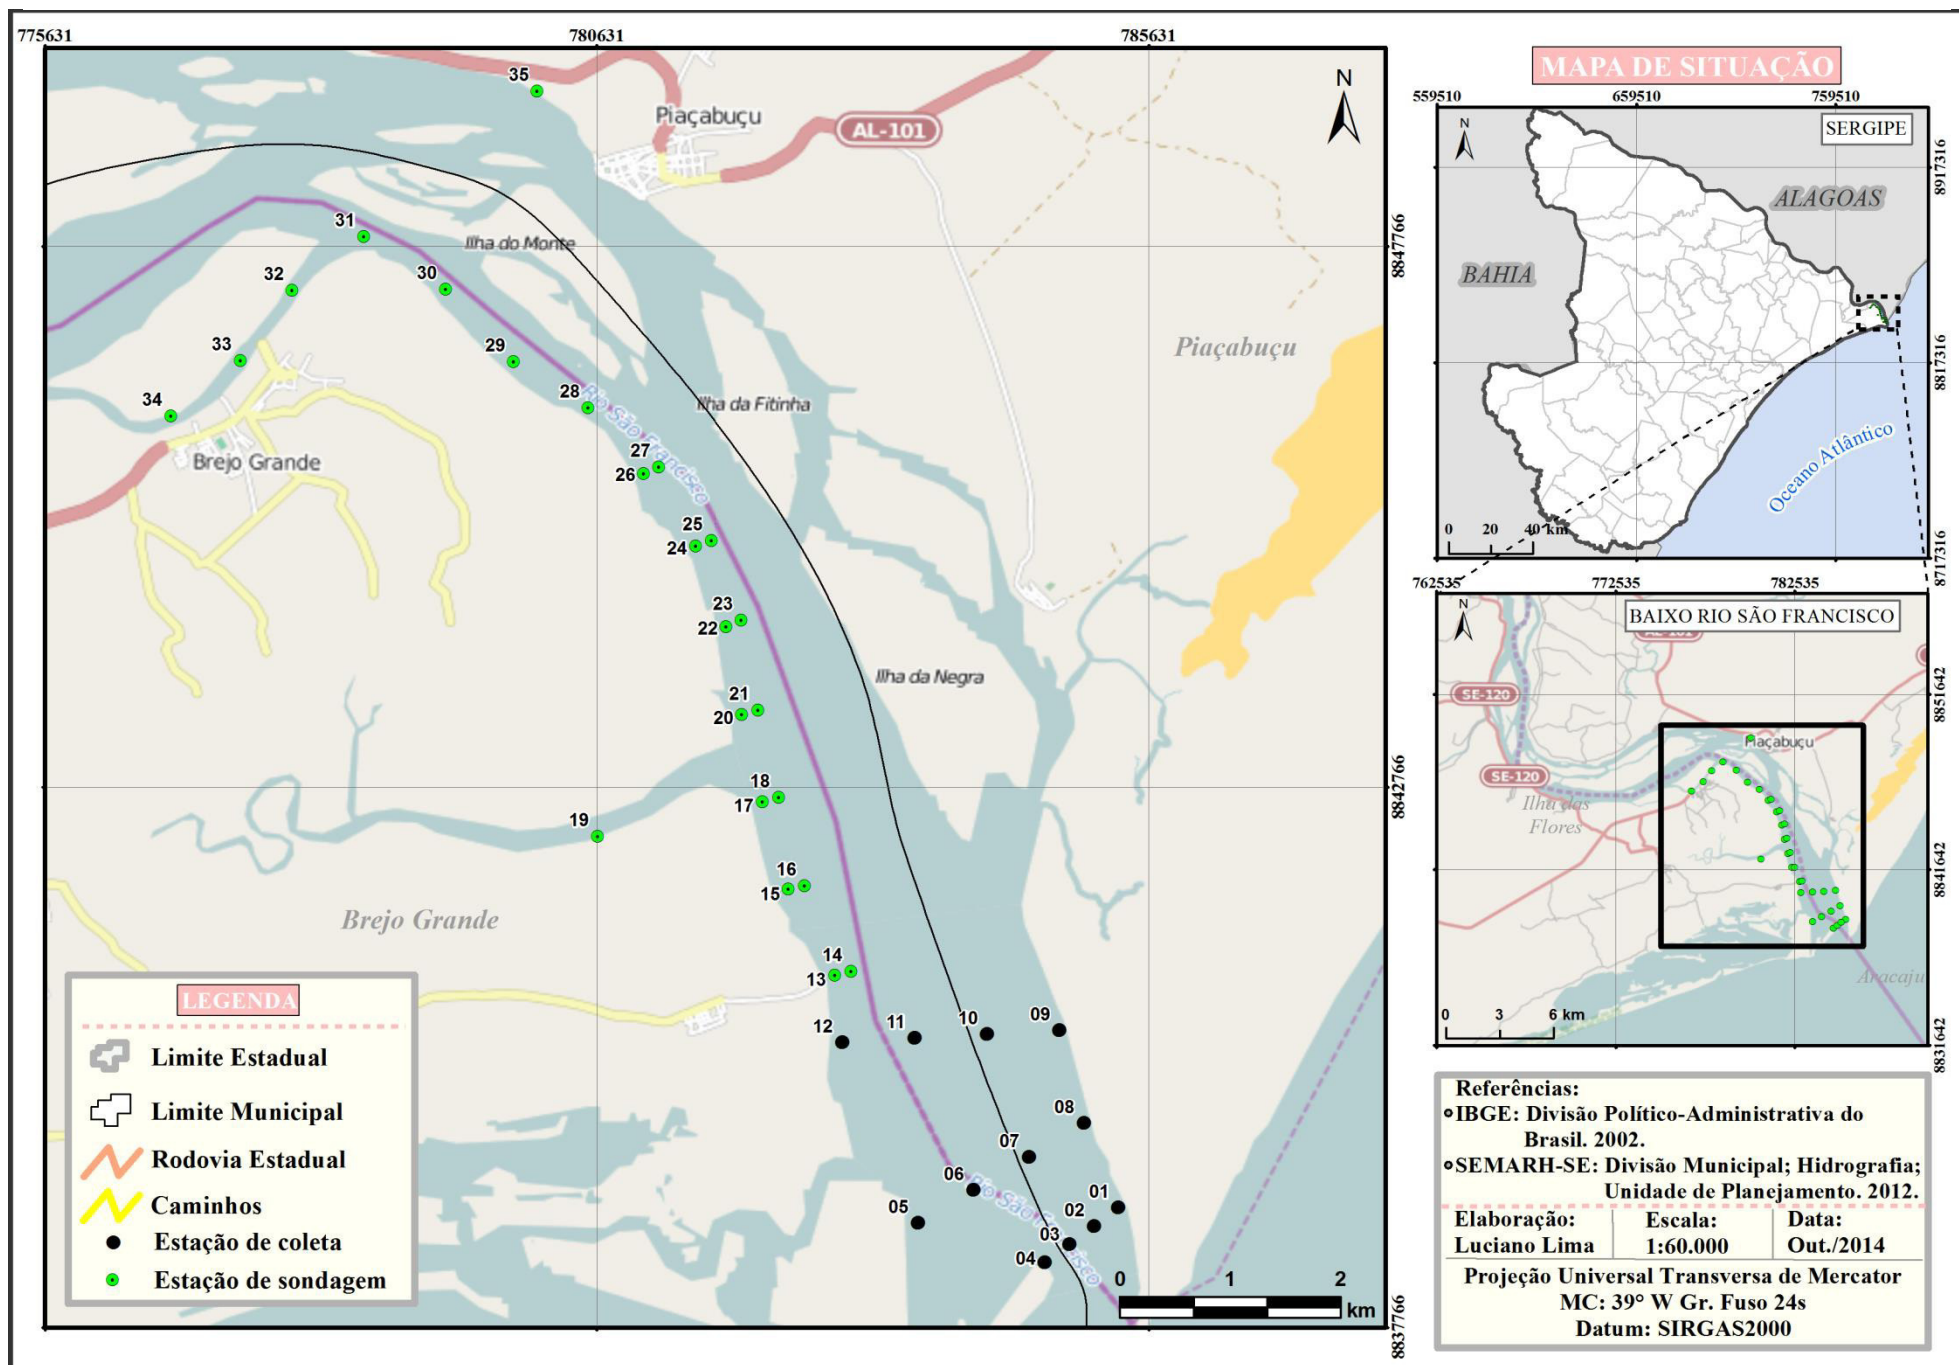 775631
780631
785631
35
Piaçabuçu
AL-101
N
31
Ilha do Monte
32
30
8847766
33
29
Piaçabuçu
34
28
Rio São Francisco
Ilha da Fitinha
Brejo Grande
27
26
25
24
23
22
Ilha da Negra
21
20
18
17
8842766
19
16
15
Brejo Grande
14
13
12
11
10
09
08
07
06
Rio São Francisco
05
01
02
03
04
0 1 2
km
8837766
LEGENDA
Limite Estadual
Limite Municipal
Rodovia Estadual
Caminhos
Estação de coleta
Estação de sondagem
MAPA DE SITUAÇÃO
559510
659510
759510
N
SERGIPE
8917316
ALAGOAS
BAHIA
8817316
Oceano Atlântico
0 20 40 km
8717316
762535
772535
782535
N
BAIXO RIO SÃO FRANCISCO
AL-101
SE-120
8851642
Piaçabuçu
SE-120
Ilha das
Flores
8841642
Aracaju
0 3 6 km
8831642
Referências:
IBGE: Divisão Político-Administrativa do
Brasil. 2002.
SEMARH-SE: Divisão Municipal; Hidrografia;
Unidade de Planejamento. 2012.
Elaboração:
Luciano Lima
Escala:
1:60.000
Data:
Out./2014
Projeção Universal Transversa de Mercator
MC: 39° W Gr. Fuso 24s
Datum: SIRGAS2000